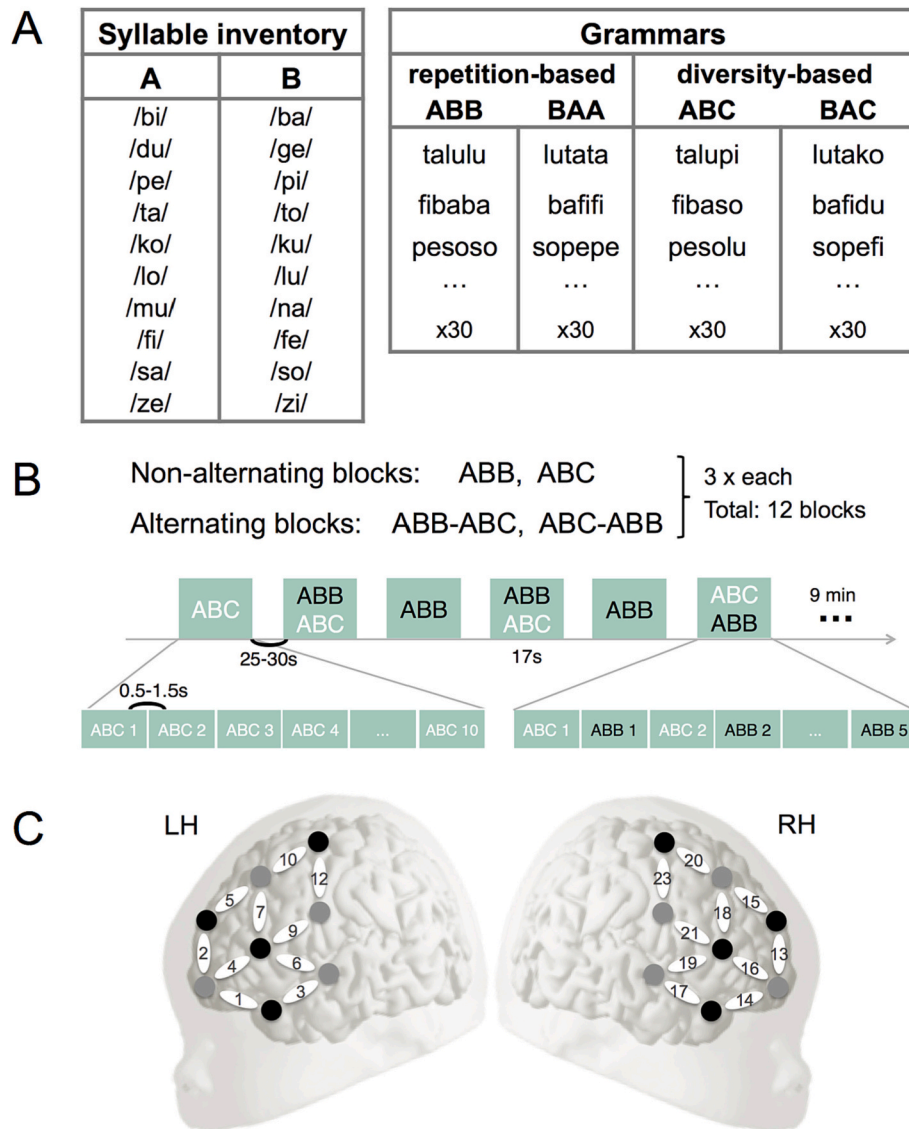 A
Syllable inventory
A B
/bi/ /ba/
/du/ /ge/
/pe/ /pi/
/ta/ /to/
/ko/ /ku/
/lo/ /lu/
/mu/ /na/
/fi/ /fe/
/sa/ /so/
/ze/ /zi/
Grammars
repetition-based diversity-based
ABB BAA ABC BAC
talulu lutata talupi lutako
fibaba bafifi fibaso bafidu
pesoso sopepe pesolu sopefi
... ... ... ...
x30 x30 x30 x30
B
Non-alternating blocks: ABB, ABC
Alternating blocks: ABB-ABC, ABC-ABB
3 x each
Total: 12 blocks
ABC ABB ABC ABB ABB ABC ABB ABC ABB 9 min ...
25-30s 17s
0.5-1.5s
ABC 1 ABC 2 ABC 3 ABC 4 ... ABC 10
ABC 1 ABB 1 ABC 2 ABB 2 ... ABB 5
C
LH
10
12
5
7
9
2
4
6
1
3
RH
20
23
15
18
21
13
19
16
17
14